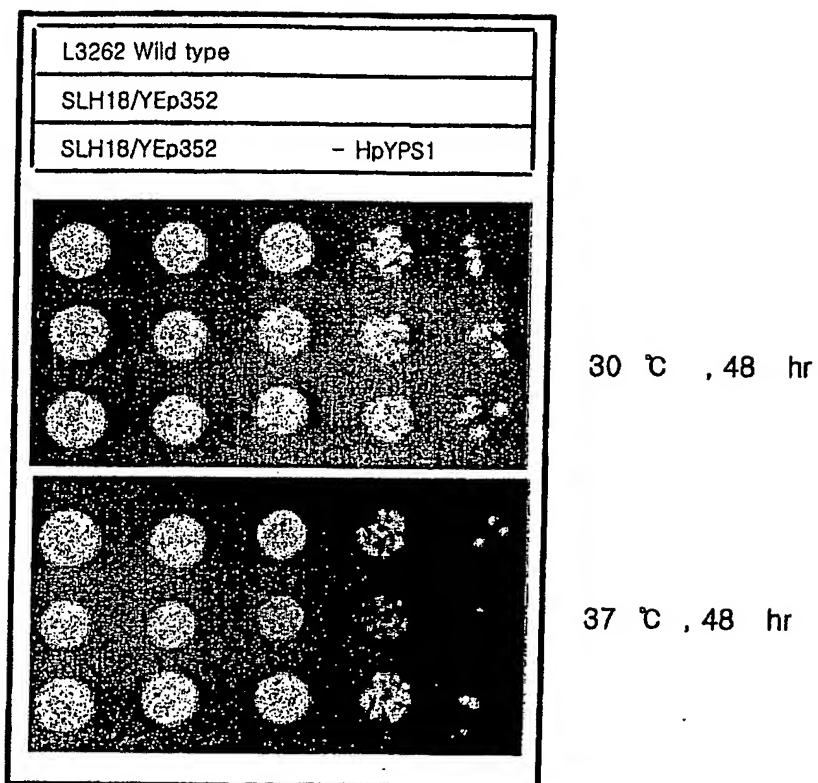 L3262 Wild type
SLH18/YEp352
SLH18/YEp352 - HpYPS1
30 ℃ , 48 hr
37 ℃ , 48 hr